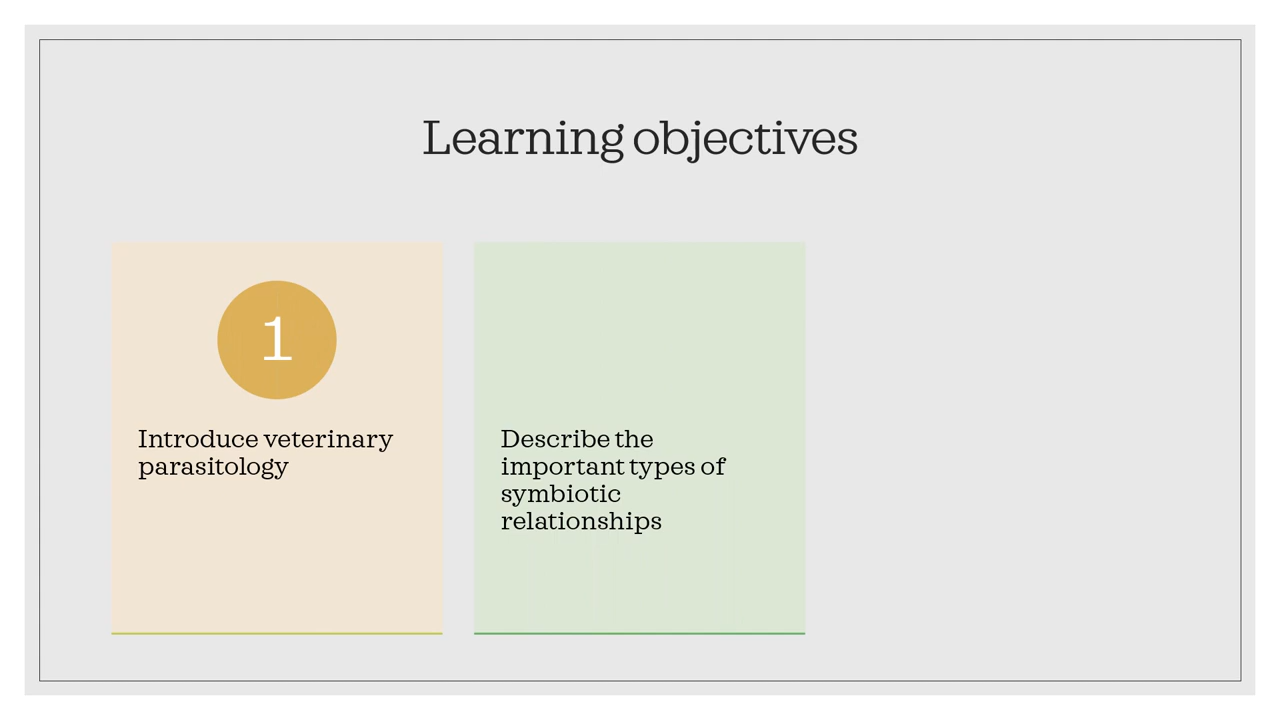 Learning objectives
1
Introduce veterinary
parasitology
Describe the
important types of
symbiotic
relationships